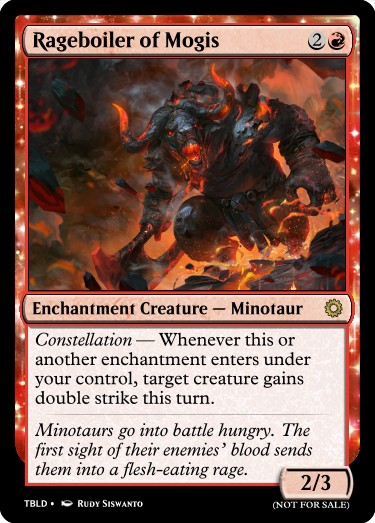 Rageboiler of Mogis 2
Enchantment Creature — Minotaur
Constellation — Whenever this or
another enchantment enters under
your control, target creature gains
double strike this turn.
Minotaurs go into battle hungry. The
first sight of their enemies' blood sends
them into a flesh-eating rage.
2/3
TBLD • Rudy Siswanto (NOT FOR SALE)